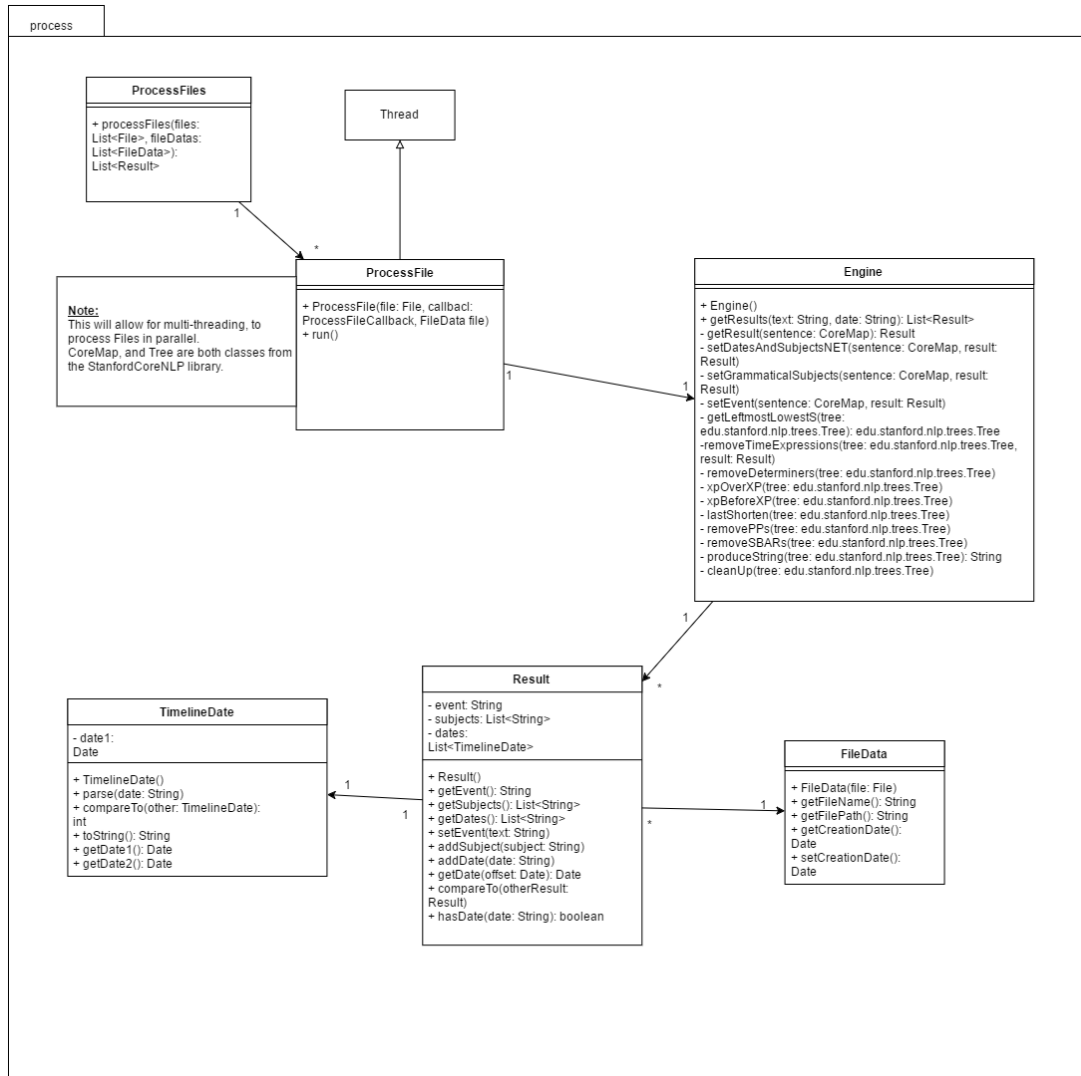 process
ProcessFiles
+ processFiles(files:
List<File>, fileDatas:
List<FileData>):
List<Result>
Thread
1
*
ProcessFile
+ ProcessFile(file: File, callbacl:
ProcessFileCallback, FileData file)
+ run()
Note:
This will allow for multi-threading, to
process Files in parallel.
CoreMap, and Tree are both classes from
the StanfordCoreNLP library.
1
1
Engine
+ Engine()
+ getResults(text: String, date: String): List<Result>
- getResult(sentence: CoreMap): Result
- setDatesAndSubjectsNET(sentence: CoreMap, result:
Result)
- setGrammaticalSubjects(sentence: CoreMap, result:
Result)
- setEvent(sentence: CoreMap, result: Result)
- getLeftmostLowestS(tree:
edu.stanford.nlp.trees.Tree): edu.stanford.nlp.trees.Tree
-removeTimeExpressions(tree: edu.stanford.nlp.trees.Tree,
result: Result)
- removeDeterminers(tree: edu.stanford.nlp.trees.Tree)
- xpOverXP(tree: edu.stanford.nlp.trees.Tree)
- xpBeforeXP(tree: edu.stanford.nlp.trees.Tree)
- lastShorten(tree: edu.stanford.nlp.trees.Tree)
- removePPs(tree: edu.stanford.nlp.trees.Tree)
- removeSBARs(tree: edu.stanford.nlp.trees.Tree)
- produceString(tree: edu.stanford.nlp.trees.Tree): String
- cleanUp(tree: edu.stanford.nlp.trees.Tree)
1
*
TimelineDate
- date1:
Date
+ TimelineDate()
+ parse(date: String)
+ compareTo(other: TimelineDate):
int
+ toString(): String
+ getDate1(): Date
+ getDate2(): Date
1
1
Result
- event: String
- subjects: List<String>
- dates:
List<TimelineDate>
+ Result()
+ getEvent(): String
+ getSubjects(): List<String>
+ getDates(): List<String>
+ setEvent(text: String)
+ addSubject(subject: String)
+ addDate(date: String)
+ getDate(offset: Date): Date
+ compareTo(otherResult:
Result)
+ hasDate(date: String): boolean
*
1
FileData
+ FileData(file: File)
+ getFileName(): String
+ getFilePath(): String
+ getCreationDate():
Date
+ setCreationDate():
Date